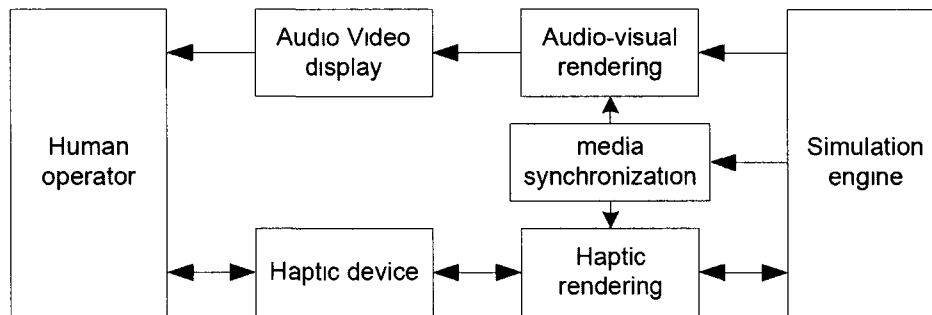 Audio Video
display
Audio-visual
rendering
Human
operator
media
synchronization
Simulation
engine
Haptic device
Haptic
rendering